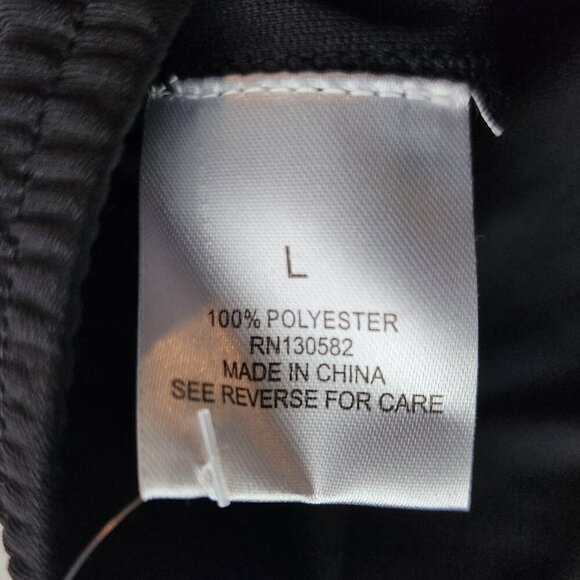 L
100% POLYESTER
RN130582
MADE IN CHINA
SEE REVERSE FOR CARE